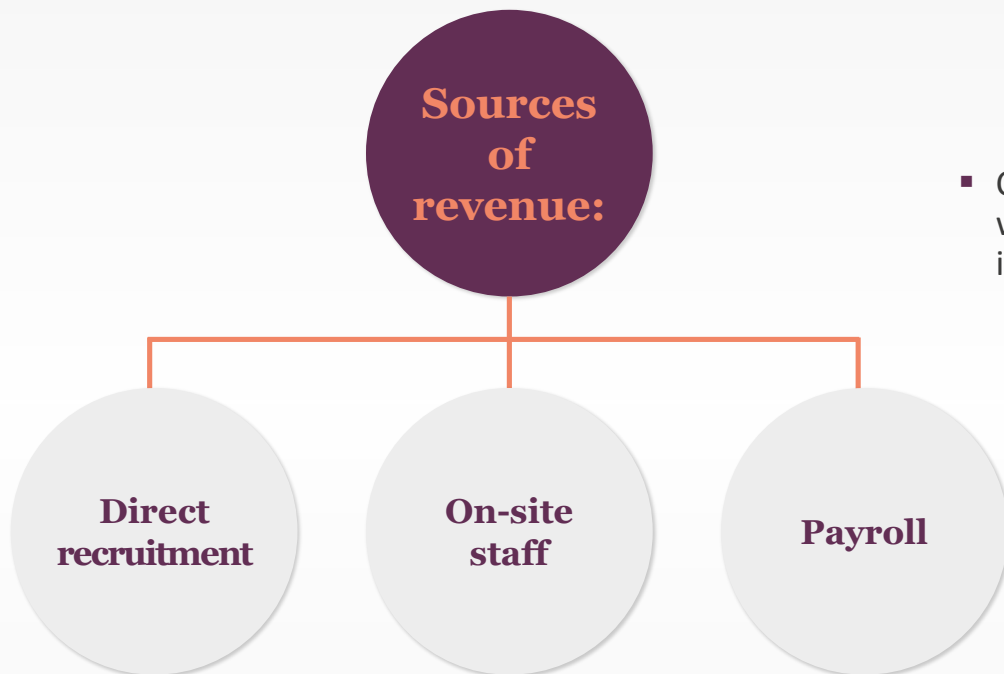 Sources
of
revenue:
Direct
recruitment
On-site
staff
Payroll